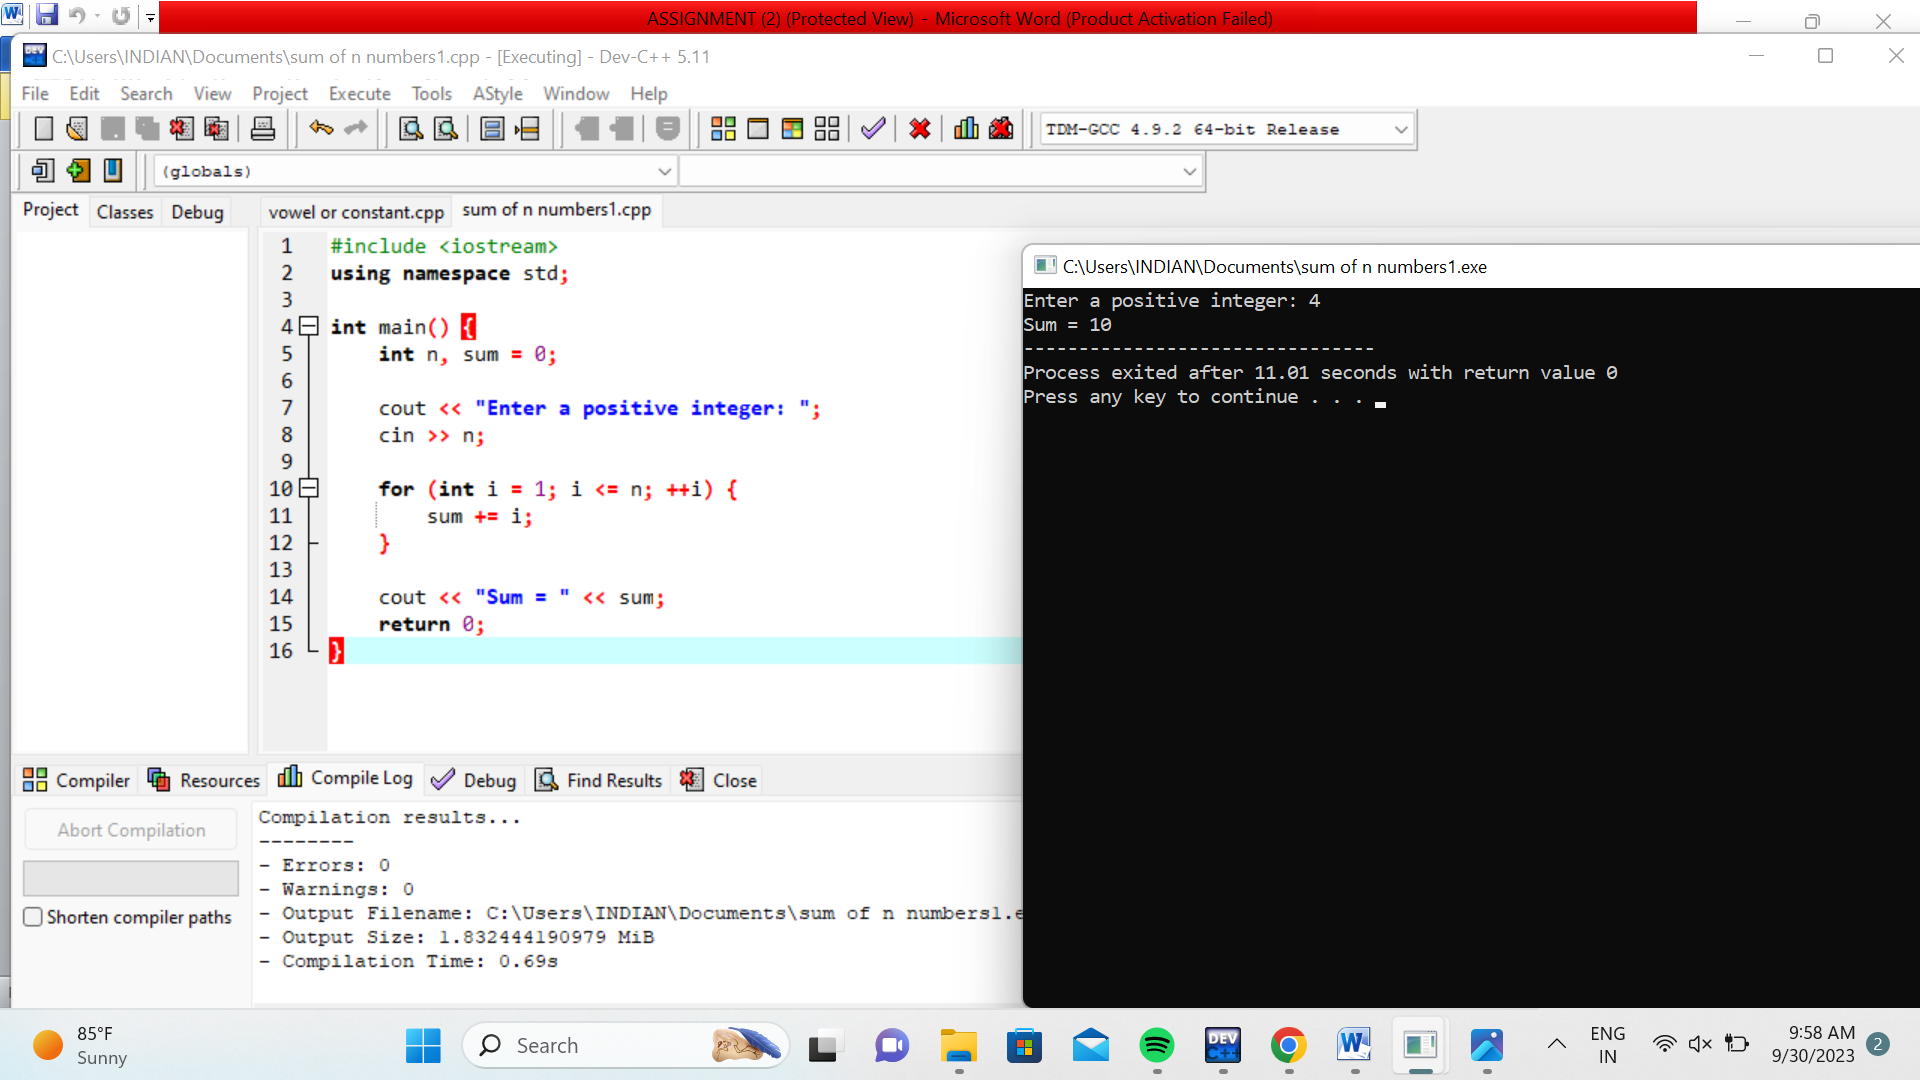 ASSIGNMENT (2) (Protected View) - Microsoft Word (Product Activation Failed)
C:\Users\INDIAN\Documents\sum of n numbers1.cpp - [Executing] - Dev-C++ 5.11
File Edit Search View Project Execute Tools AStyle Window Help
TDM-GCC 4.9.2 64-bit Release
(globals)
Project Classes Debug
vowel or constant.cpp sum of n numbers1.cpp
1 #include <iostream>
2 using namespace std;
3
4 int main() {
5 int n, sum = 0;
6
7 cout << "Enter a positive integer: ";
8 cin >> n;
9
10 for (int i = 1; i <= n; ++i) {
11 sum += i;
12 }
13
14 cout << "Sum = " << sum;
15 return 0;
16 }
C:\Users\INDIAN\Documents\sum of n numbers1.exe
Enter a positive integer: 4
Sum = 10
--------------------------------
Process exited after 11.01 seconds with return value 0
Press any key to continue . . .
Compiler Resources Compile Log Debug Find Results Close
Abort Compilation
Shorten compiler paths
Compilation results...
--------
- Errors: 0
- Warnings: 0
- Output Filename: C:\Users\INDIAN\Documents\sum of n numbers1.e
- Output Size: 1.832444190979 MiB
- Compilation Time: 0.69s
85°F
Sunny
Search
DEV
C++
ENG
IN
9:58 AM
9/30/2023
2